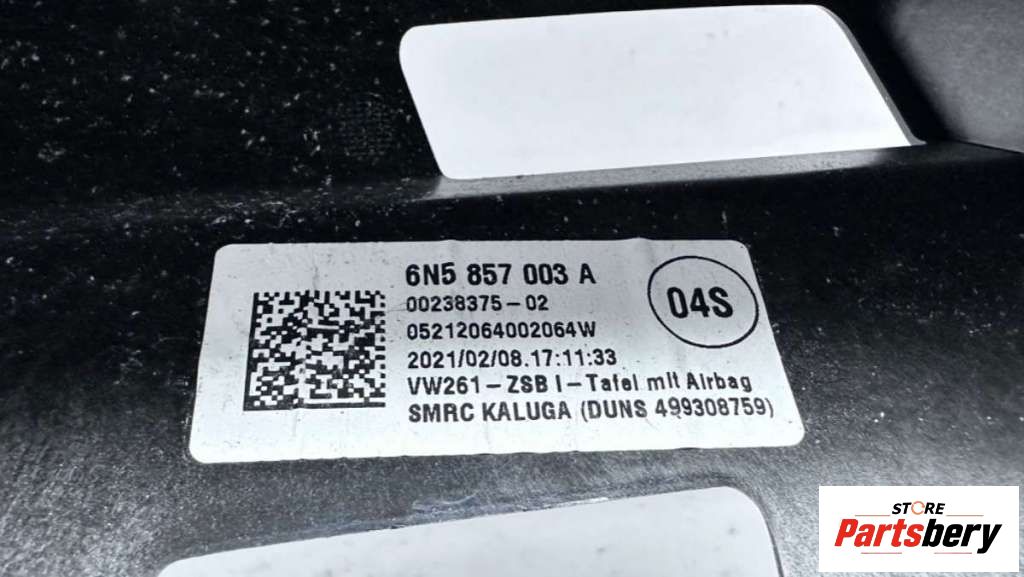 6N5 857 003 A
04S
00238375-02
05212064002064W
2021/02/08.17:11:33
VW261-ZSB I-Tafel mit Airbag
SMRC KALUGA (DUNS 499308759)
STORE
Partsbery